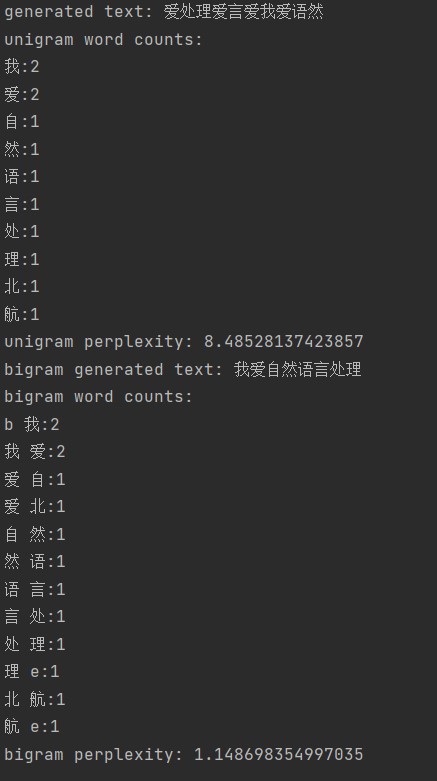 generated text: 爱处理爱言爱我爱语然
unigram word counts:
我:2
爱:2
自:1
然:1
语:1
言:1
处:1
理:1
北:1
航:1
unigram perplexity: 8.48528137423857
bigram generated text: 我爱自然语言处理
bigram word counts:
b 我:2
我 爱:2
爱 自:1
爱 北:1
自 然:1
然 语:1
语 言:1
言 处:1
处 理:1
理 e:1
北 航:1
航 e:1
bigram perplexity: 1.148698354997035